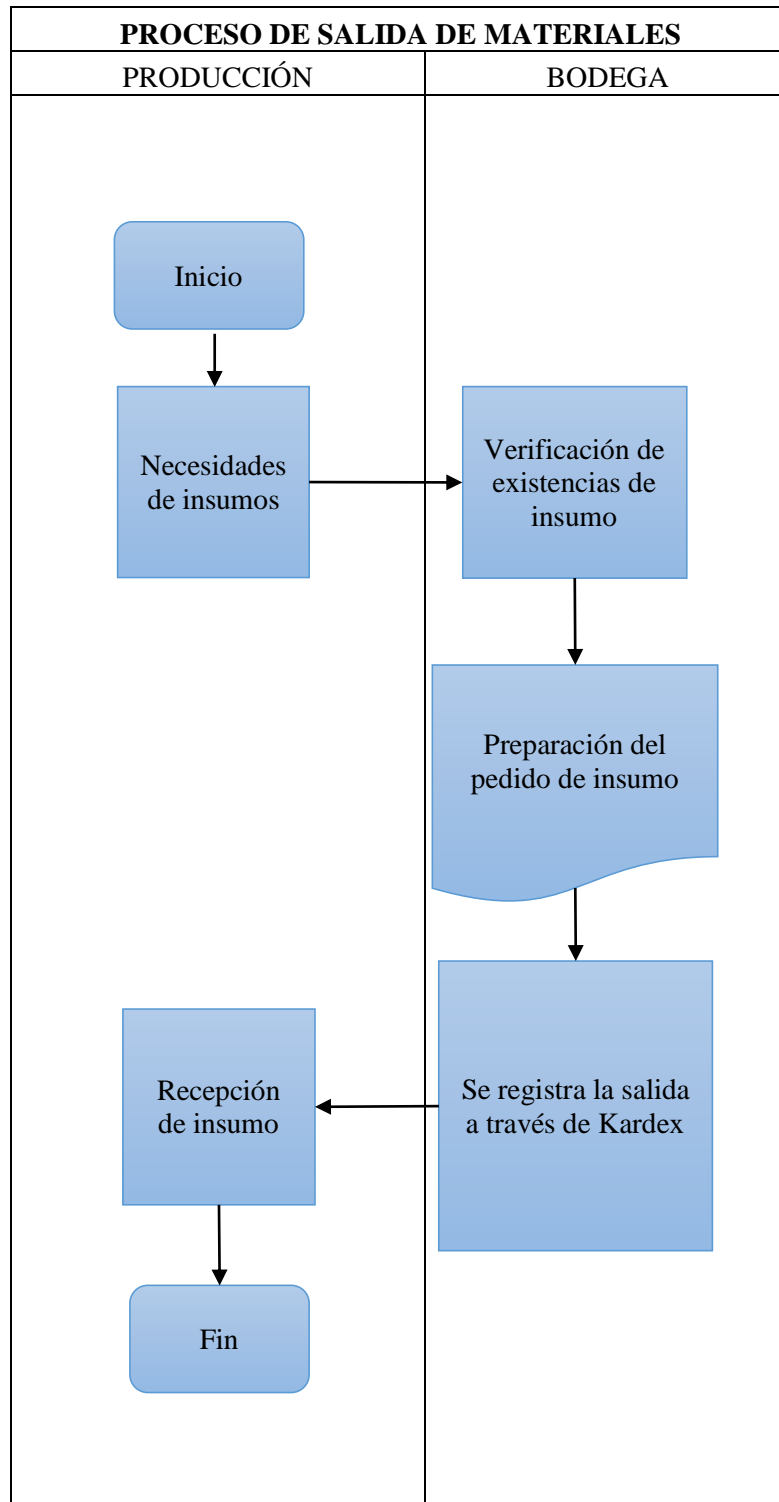 PROCESO DE SALIDA DE MATERIALES
PRODUCCIÓN
BODEGA
Inicio
Necesidades
de insumos
Verificación de
existencias de
insumo
Preparación del
pedido de insumo
Se registra la salida
a través de Kardex
Recepción
de insumo
Fin